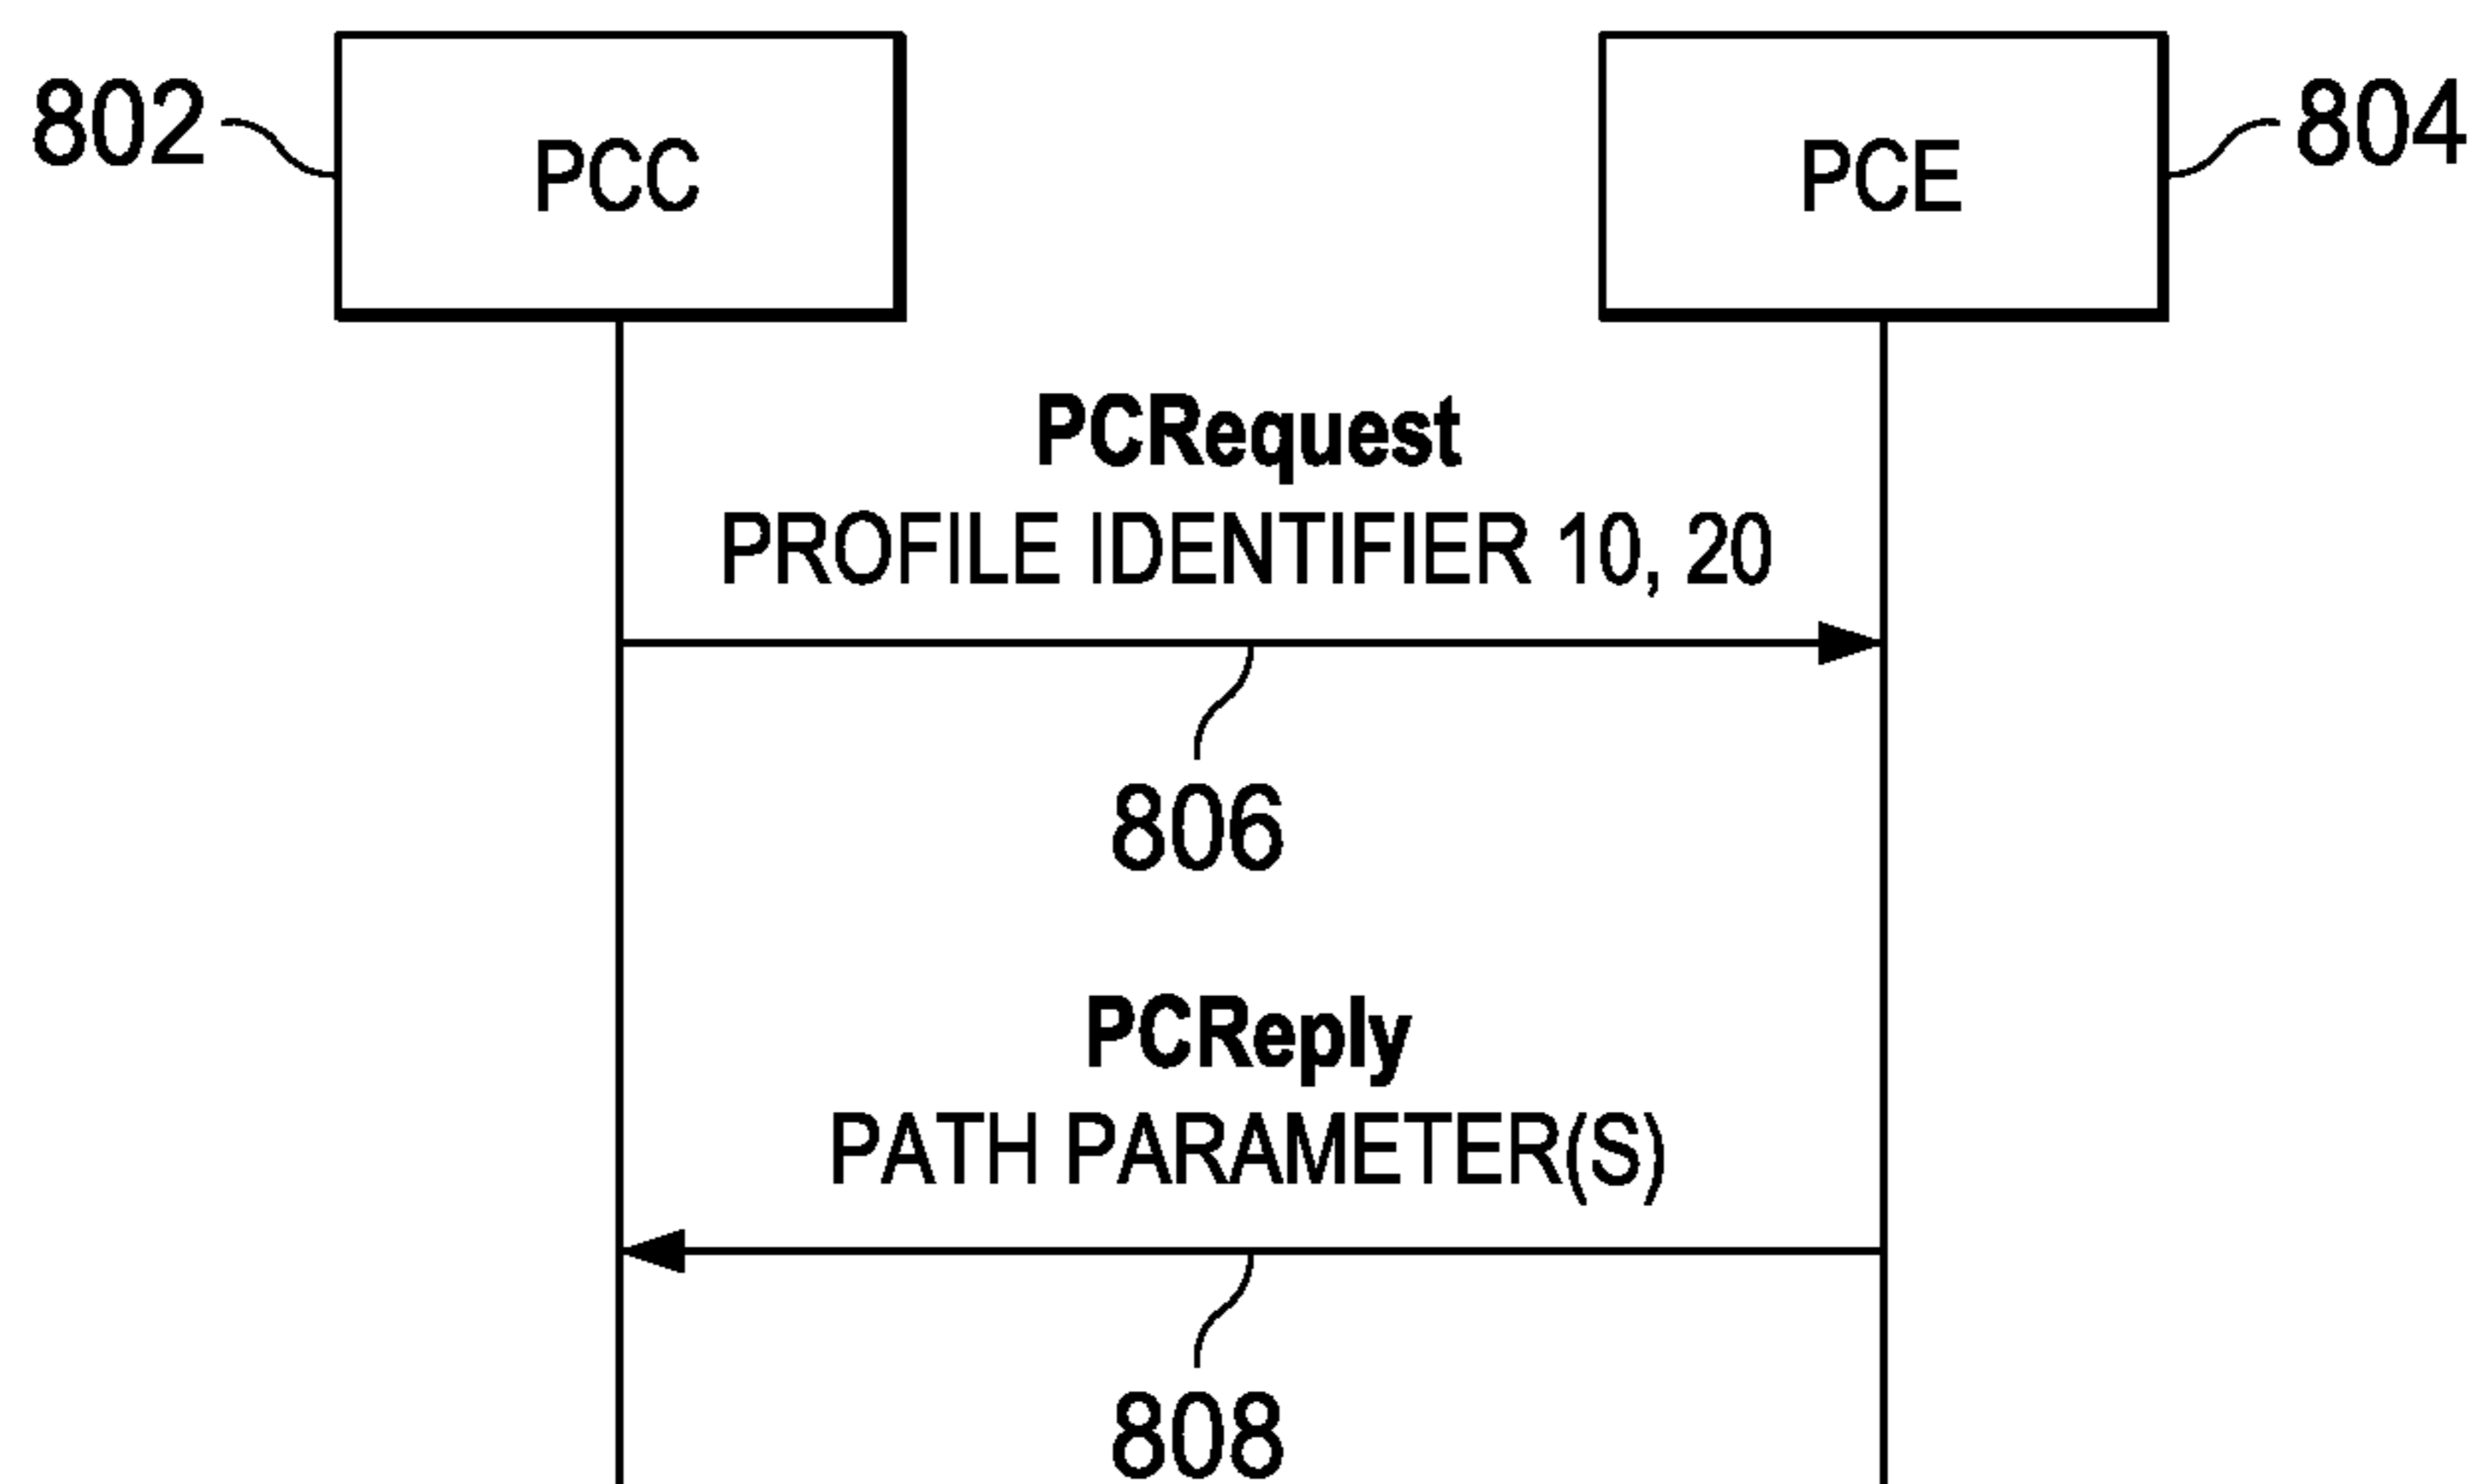 802
PCC
PCE
804
PCRequest
PROFILE IDENTIFIER 10, 20
806
PCReply
PATH PARAMETER(S)
808